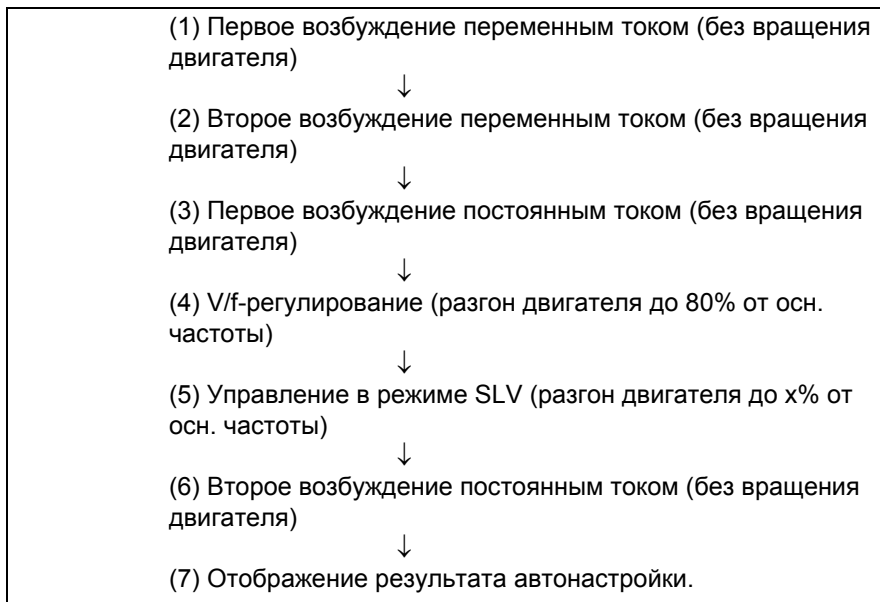 (1) Первое возбуждение переменным током (без вращения
двигателя)
↓
(2) Второе возбуждение переменным током (без вращения
двигателя)
↓
(3) Первое возбуждение постоянным током (без вращения
двигателя)
↓
(4) V/f-регулирование (разгон двигателя до 80% от осн.
частоты)
↓
(5) Управление в режиме SLV (разгон двигателя до x% от
осн. частоты)
↓
(6) Второе возбуждение постоянным током (без вращения
двигателя)
↓
(7) Отображение результата автонастройки.